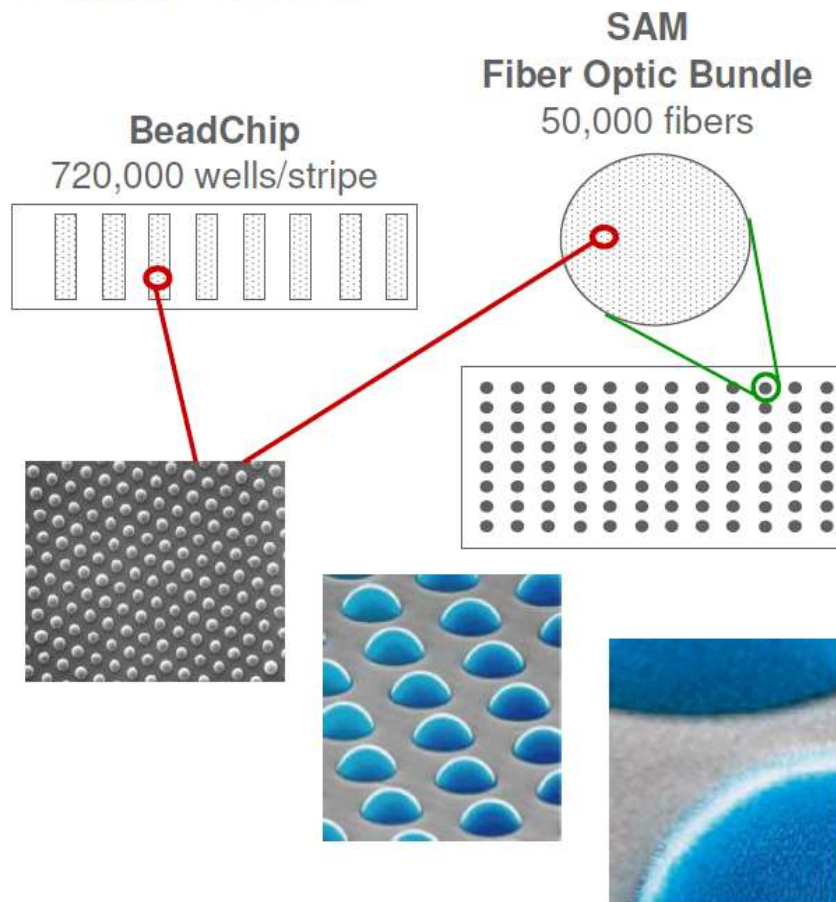 BeadChip
720,000 wells/stripe
SAM
Fiber Optic Bundle
50,000 fibers